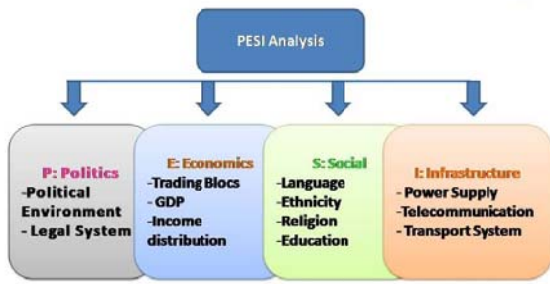 PESI Analysis
P: Politics
-Political
Environment
- Legal System
E: Economics
-Trading Blocs
- GDP
-Income
distribution
S: Social
-Language
-Ethnicity
-Religion
-Education
I: Infrastructure
- Power Supply
-Telecommunication
- Transport System